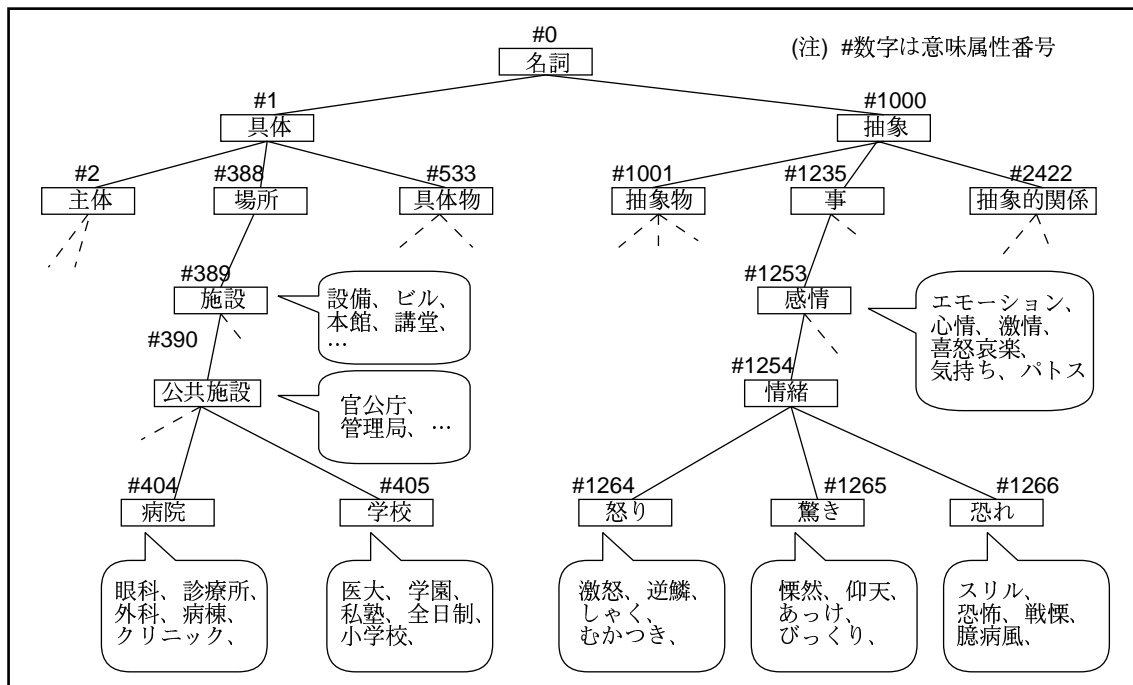 #0
名詞
(注) #数字は意味属性番号
#1
具体
#1000
抽象
#2
主体
#388
場所
#533
具体物
#1001
抽象物
#1235
事
#2422
抽象的関係
#389
施設
設備、ビル、
本館、講堂、
…
#1253
感情
エモーション、
心情、激情、
喜怒哀楽、
気持ち、パトス
#390
公共施設
官公庁、
管理局、…
#1254
情緒
#404
病院
#405
学校
#1264
怒り
#1265
驚き
#1266
恐れ
眼科、診療所、
外科、病棟、
クリニック、
医大、学園、
私塾、全日制、
小学校、
激怒、逆鱗、
しゃく、
むかつき、
慄然、仰天、
あっけ、
びっくり、
スリル、
恐怖、戦慄、
臆病風、